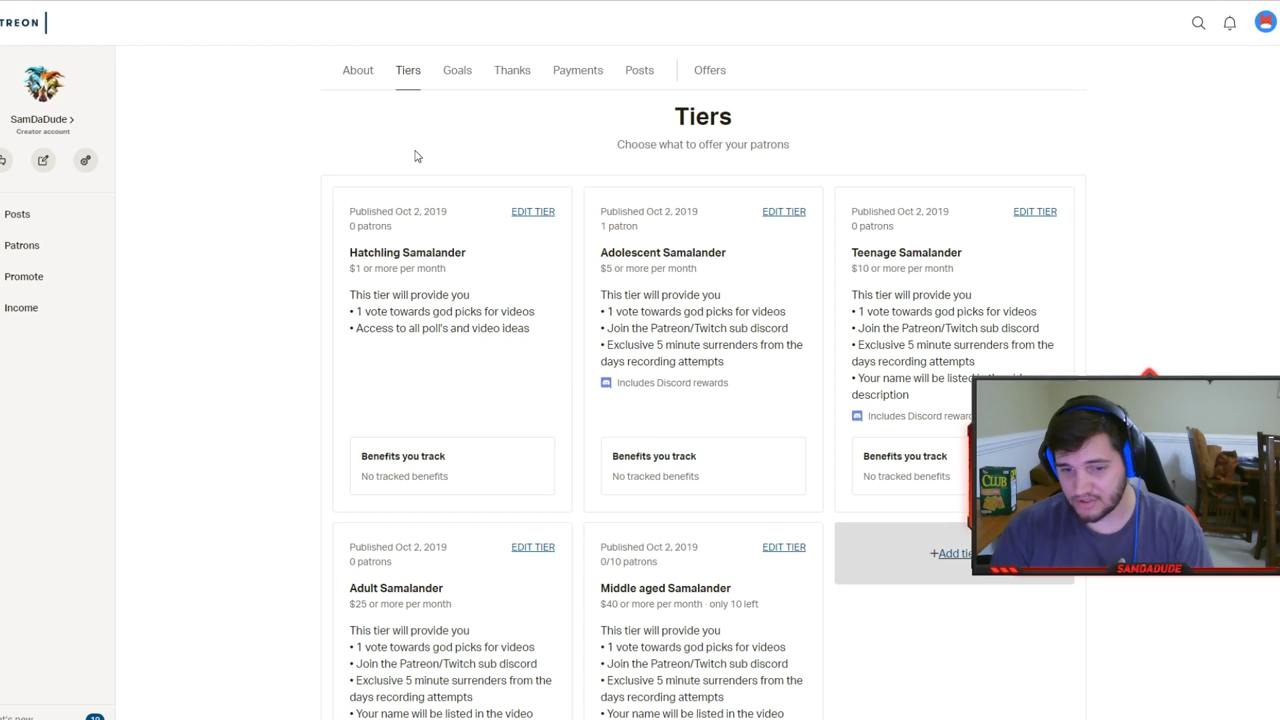 TREON
About Tiers Goals Thanks Payments Posts Offers
SamDaDude
Creator account
Posts
Patrons
Promote
Income
Tiers
Choose what to offer your patrons
Published Oct 2, 2019 EDIT TIER
0 patrons
Hatchling Samalander
$1 or more per month
This tier will provide you
• 1 vote towards god picks for videos
• Access to all poll's and video ideas
Benefits you track
No tracked benefits
Published Oct 2, 2019 EDIT TIER
1 patron
Adolescent Samalander
$5 or more per month
This tier will provide you
• 1 vote towards god picks for videos
• Join the Patreon/Twitch sub discord
• Exclusive 5 minute surrenders from the
days recording attempts
Includes Discord rewards
Benefits you track
No tracked benefits
Published Oct 2, 2019 EDIT TIER
0 patrons
Teenage Samalander
$10 or more per month
This tier will provide you
• 1 vote towards god picks for videos
• Join the Patreon/Twitch sub discord
• Exclusive 5 minute surrenders from the
days recording attempts
• Your name will be listed
description
Includes Discord
Benefits you track
No tracked benefits
Published Oct 2, 2019 EDIT TIER
0 patrons
Adult Samalander
$25 or more per month
This tier will provide you
• 1 vote towards god picks for videos
• Join the Patreon/Twitch sub discord
• Exclusive 5 minute surrenders from the
days recording attempts
• Your name will be listed in the video
Published Oct 2, 2019 EDIT TIER
0/10 patrons
Middle aged Samalander
$40 or more per month · only 10 left
This tier will provide you
• 1 vote towards god picks for videos
• Join the Patreon/Twitch sub discord
• Exclusive 5 minute surrenders from the
days recording attempts
• Your name will be listed in the video
+Add
CLUB
SAMDADUDE